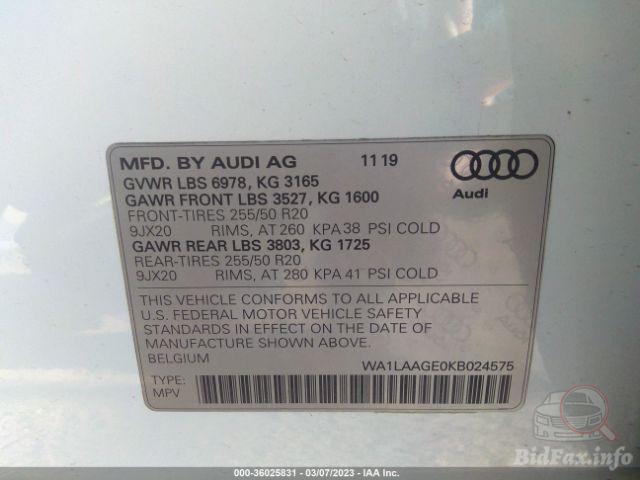 MFD. BY AUDI AG 11 19
GVWR LBS 6978, KG 3165
GAWR FRONT LBS 3527, KG 1600
FRONT-TIRES 255/50 R20
9JX20 RIMS, AT 260 KPA 38 PSI COLD
GAWR REAR LBS 3803, KG 1725
REAR-TIRES 255/50 R20
9JX20 RIMS, AT 280 KPA 41 PSI COLD
Audi
THIS VEHICLE CONFORMS TO ALL APPLICABLE
U.S. FEDERAL MOTOR VEHICLE SAFETY
STANDARDS IN EFFECT ON THE DATE OF
MANUFACTURE SHOWN ABOVE.
BELGIUM
WA1LAAGE0KB024575
TYPE:
MPV
BidFax.info
000-36025831 - 03/07/2023 - IAA Inc.